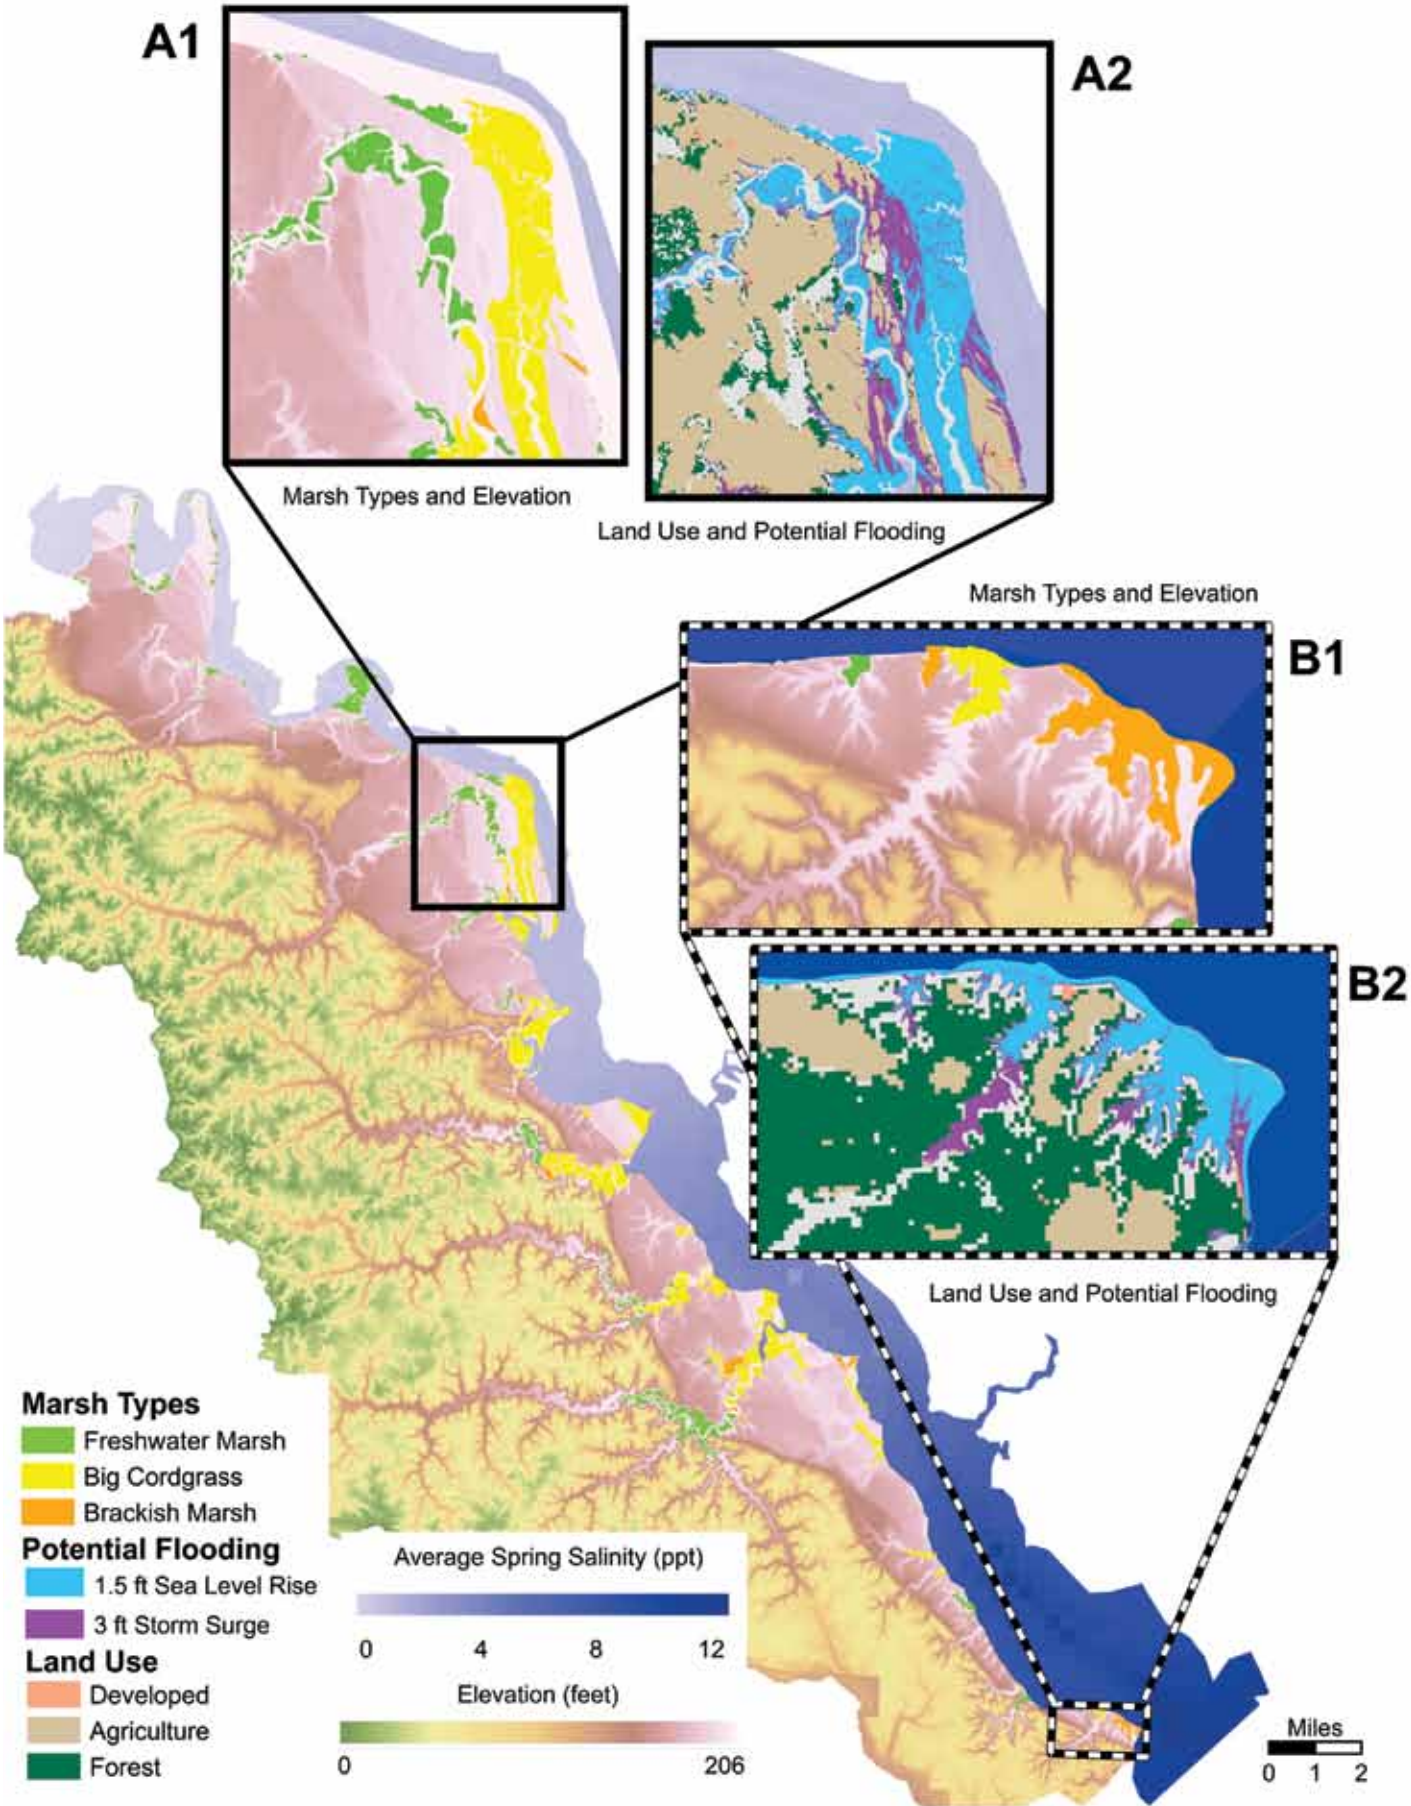 A1
A2
Marsh Types and Elevation
Land Use and Potential Flooding
Marsh Types and Elevation
B1
B2
Land Use and Potential Flooding
Marsh Types
Freshwater Marsh
Big Cordgrass
Brackish Marsh
Potential Flooding
1.5 ft Sea Level Rise
3 ft Storm Surge
Land Use
Developed
Agriculture
Forest
Average Spring Salinity (ppt)
0 4 8 12
Elevation (feet)
0 206
Miles
0 1 2